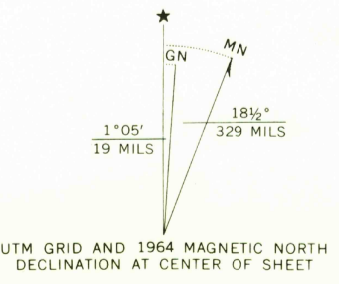 ★
MN
GN
1°05′
19 MILS
18½°
329 MILS
UTM GRID AND 1964 MAGNETIC NORTH
DECLINATION AT CENTER OF SHEET